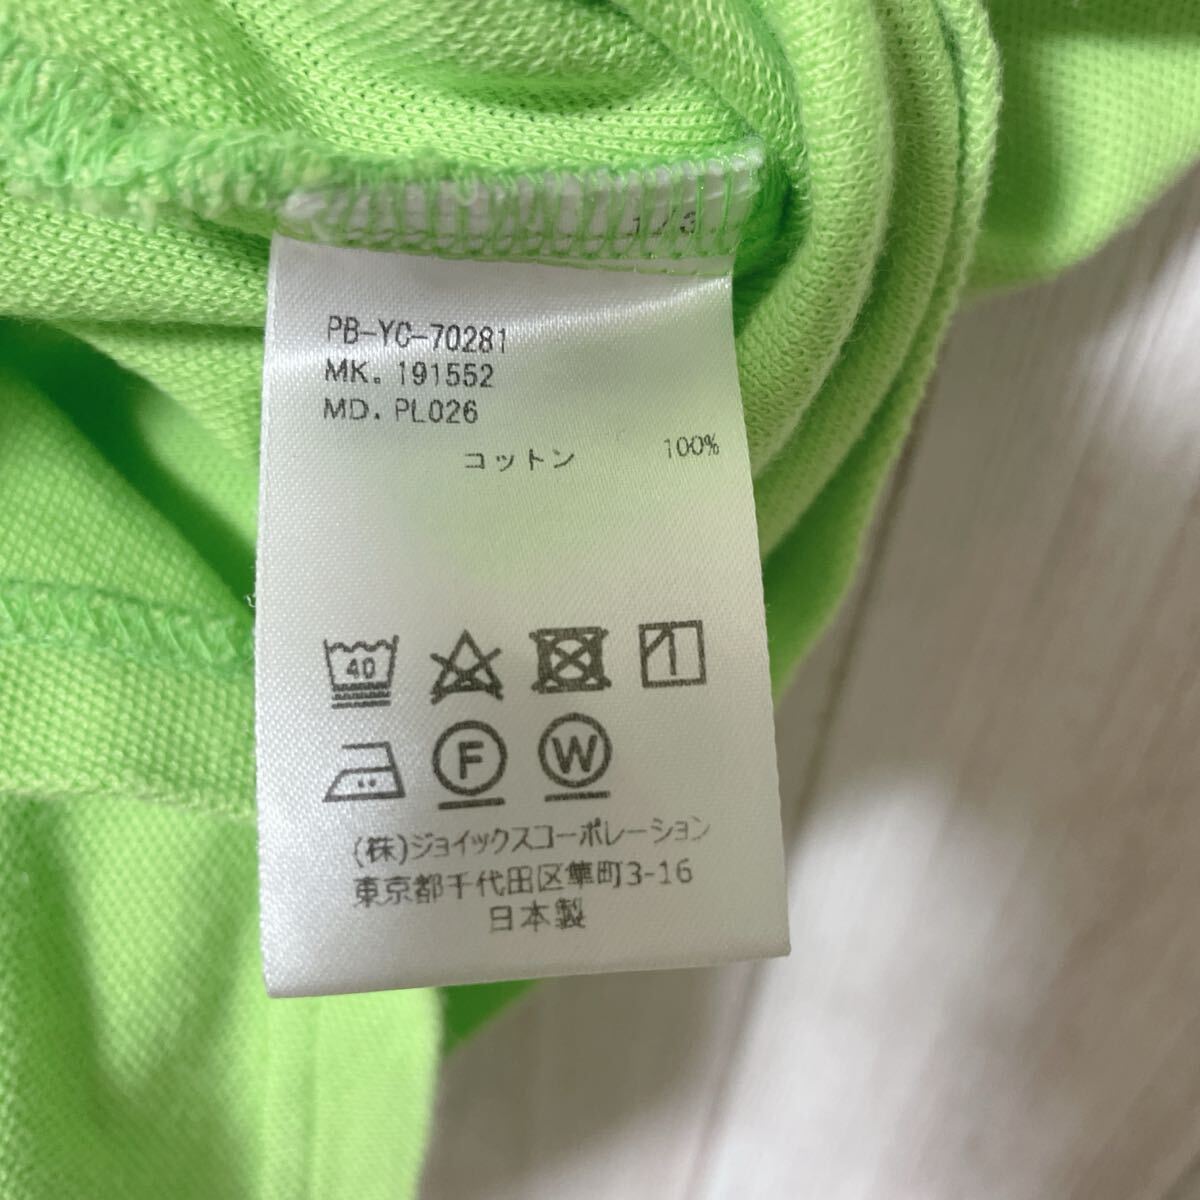 1/3
PB-YC-70281
MK. 191552
MD. PL026
コットン 100%
40
F W
(株)ジョイックスコーポレーション
東京都千代田区隼町3-16
日本製